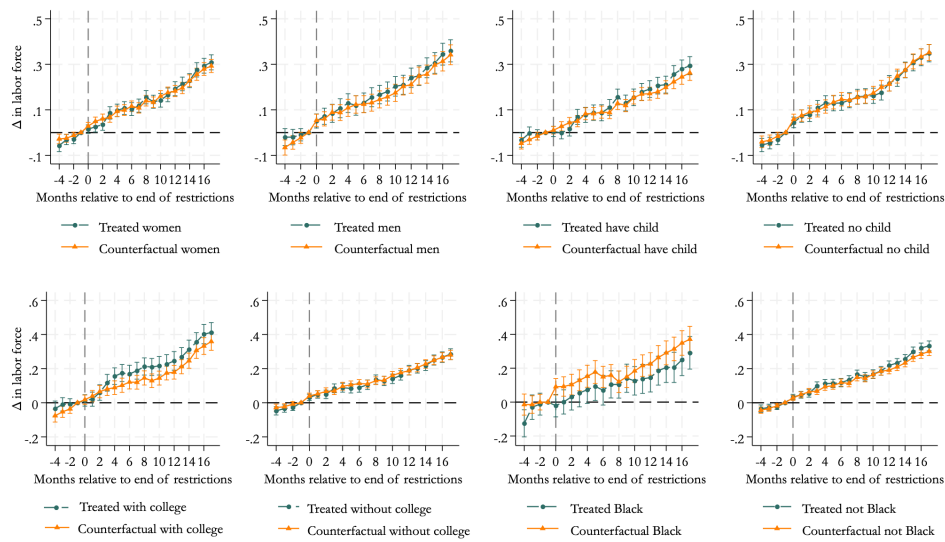 Δ in labor force
.5
.3
.1
-.1
-4 -2 0 2 4 6 8 10 12 14 16
Months relative to end of restrictions
Treated women
Counterfactual women
.5
.3
.1
-.1
-4 -2 0 2 4 6 8 10 12 14 16
Months relative to end of restrictions
Treated men
Counterfactual men
.5
.3
.1
-.1
-4 -2 0 2 4 6 8 10 12 14 16
Months relative to end of restrictions
Treated have child
Counterfactual have child
.5
.3
.1
-.1
-4 -2 0 2 4 6 8 10 12 14 16
Months relative to end of restrictions
Treated no child
Counterfactual no child
Δ in labor force
.6
.4
.2
0
-.2
-4 -2 0 2 4 6 8 10 12 14 16
Months relative to end of restrictions
Treated with college
Counterfactual with college
.6
.4
.2
0
-.2
-4 -2 0 2 4 6 8 10 12 14 16
Months relative to end of restrictions
Treated without college
Counterfactual without college
.6
.4
.2
0
-.2
-4 -2 0 2 4 6 8 10 12 14 16
Months relative to end of restrictions
Treated Black
Counterfactual Black
.6
.4
.2
0
-.2
-4 -2 0 2 4 6 8 10 12 14 16
Months relative to end of restrictions
Treated not Black
Counterfactual not Black